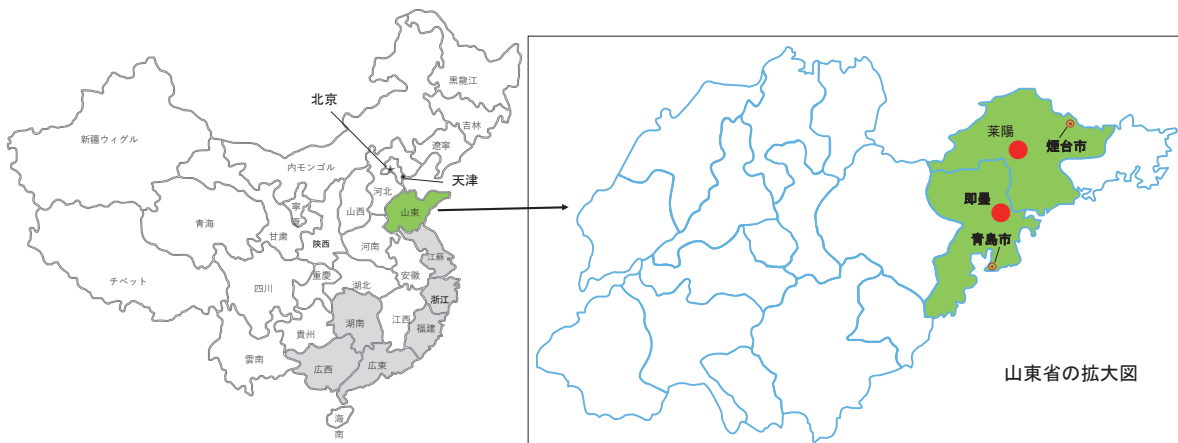 黒龍江
北京
吉林
新疆ウィグル
遼寧
内モンゴル
天津
河北
寧
夏
山西
山東
青海
甘粛
陝西
河南
江蘇
チベット
四川
重慶
湖北
安徽
浙江
湖南
江西
貴州
福建
雲南
広西
広東
海
南
莱陽
煙台市
即墨
青島市
山東省の拡大図